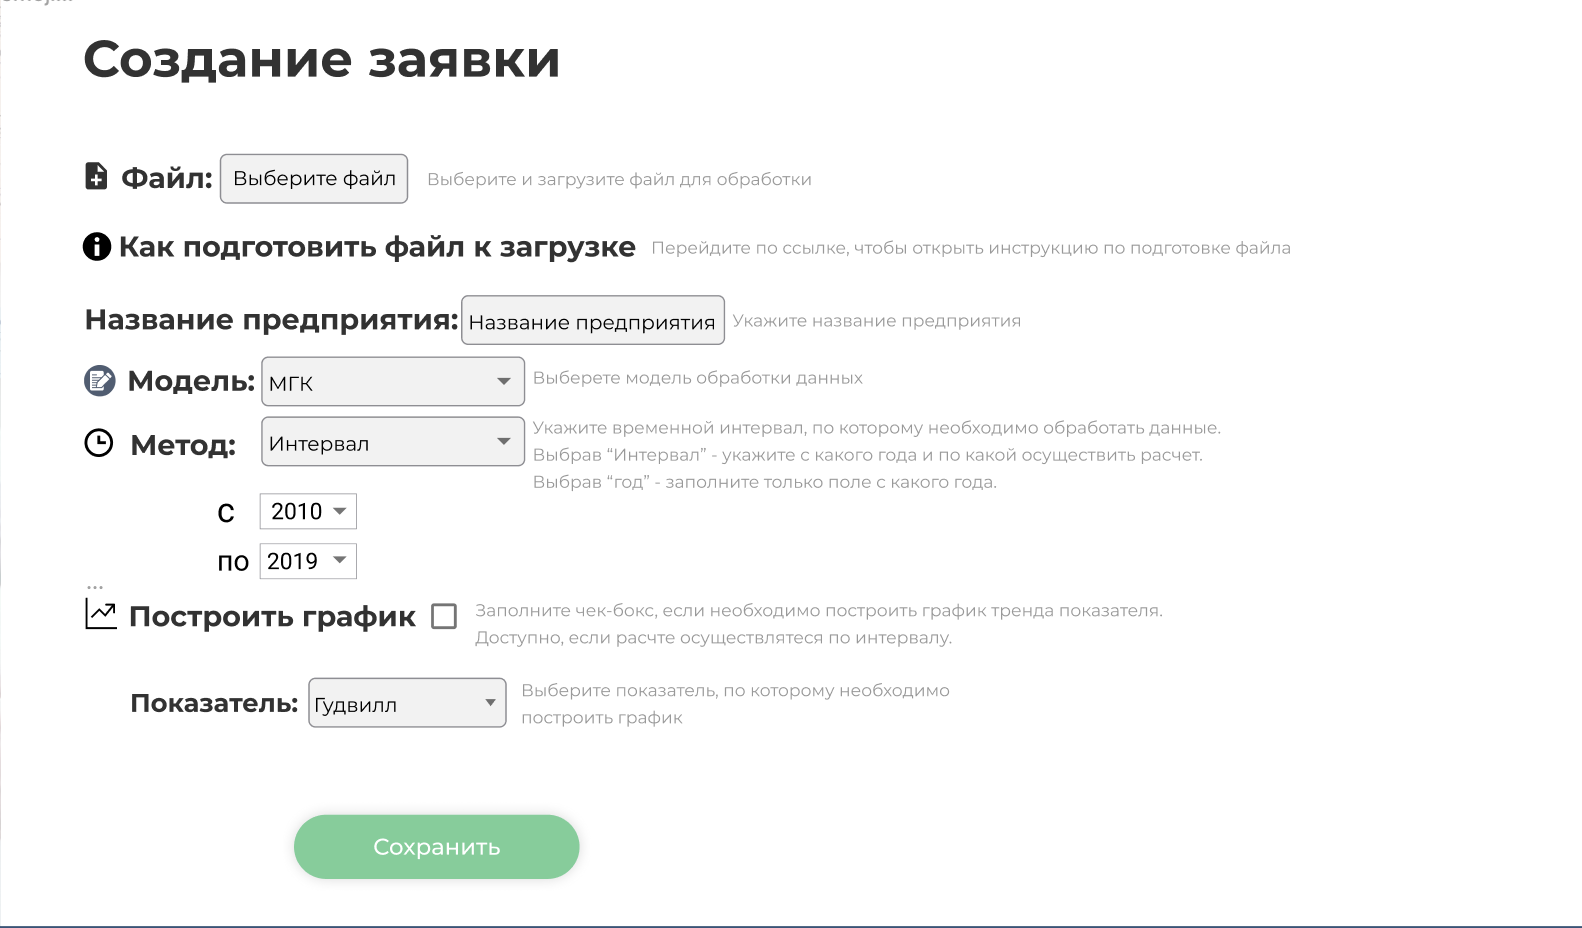 Создание заявки
Файл: Выберите файл Выберите и загрузите файл для обработки
Как подготовить файл к загрузке Перейдите по ссылке, чтобы открыть инструкцию по подготовке файла
Название предприятия: Название предприятия Укажите название предприятия
Модель: МГК Выберете модель обработки данных
Метод: Интервал Укажите временной интервал, по которому необходимо обработать данные.
Выбрав “Интервал” - укажите с какого года и по какой осуществить расчет.
Выбрав “год” - заполните только поле с какого года.
С 2010
по 2019
...
Построить график Заполните чек-бокс, если необходимо построить график тренда показателя.
Доступно, если расчте осуществлятеся по интервалу.
Показатель: Гудвилл Выберите показатель, по которому необходимо
построить график
Сохранить